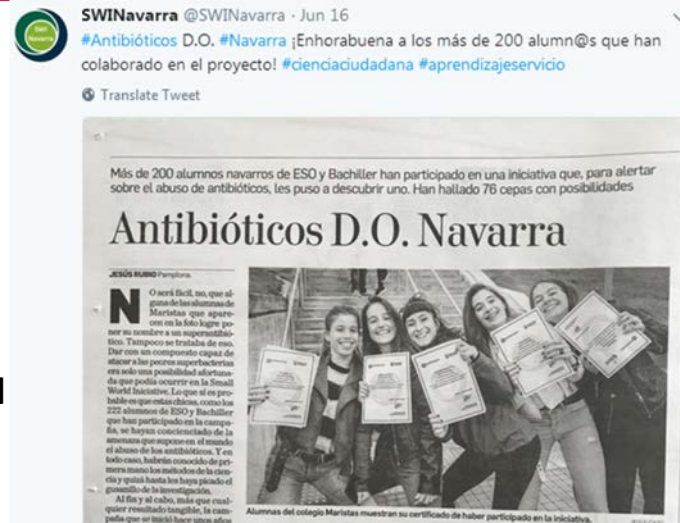 SWINavarra @SWINavarra · Jun 16
#Antibióticos D.O. #Navarra ¡Enhorabuena a los más de 200 alumn@s que han
colaborado en el proyecto! #cienciaciudadana #aprendizajeservicio
Translate Tweet
Más de 200 alumnos navarros de ESO y Bachiller han participado en una iniciativa que, para alertar
sobre el abuso de antibióticos, les puso a descubrir uno. Han hallado 76 cepas con posibilidades
Antibióticos D.O. Navarra
JESÚS RUBIO Pamplona.
NO será fácil, no, que al-
guna de las alumnas de
Maristas que apare-
cen en la foto logre po-
ner su nombre a un superantibió-
tico. Tampoco se trataba de eso.
Dar con un compuesto capaz de
atacar a las peores superbacterias
era solo una posibilidad afortuna-
da que podía ocurrir en la Small
World Iniciative. Lo que sí es pro-
bable es que estas chicas, como los
222 alumnos de ESO y Bachiller
que han participado en la campa-
ña, se hayan concienciado de la
amenaza que supone en el mundo
el abuso de los antibióticos. Y en
todo caso, habrán conocido de pri-
mera mano los métodos de la cien-
cia y quizá hasta les haya picado el
gusanillo de la investigación.
Al fin y al cabo, más que cual-
quier resultado tangible, la cam-
paña que se inició hace unos años
Alumnas del colegio Maristas muestran su certificado de haber participado en la iniciativa.